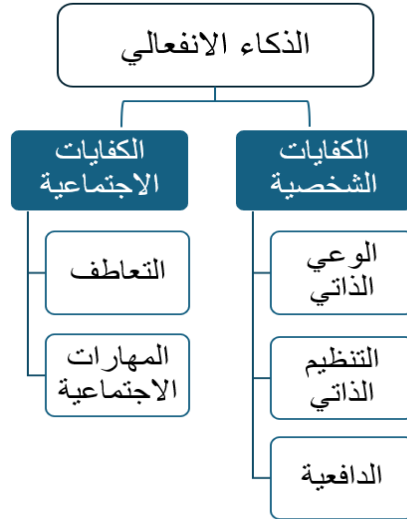 الذكاء الانفعالي
الكفايات
الشخصية
الوعي
الذاتي
التنظيم
الذاتي
الدافعية
الكفايات
الاجتماعية
التعاطف
المهارات
الاجتماعية